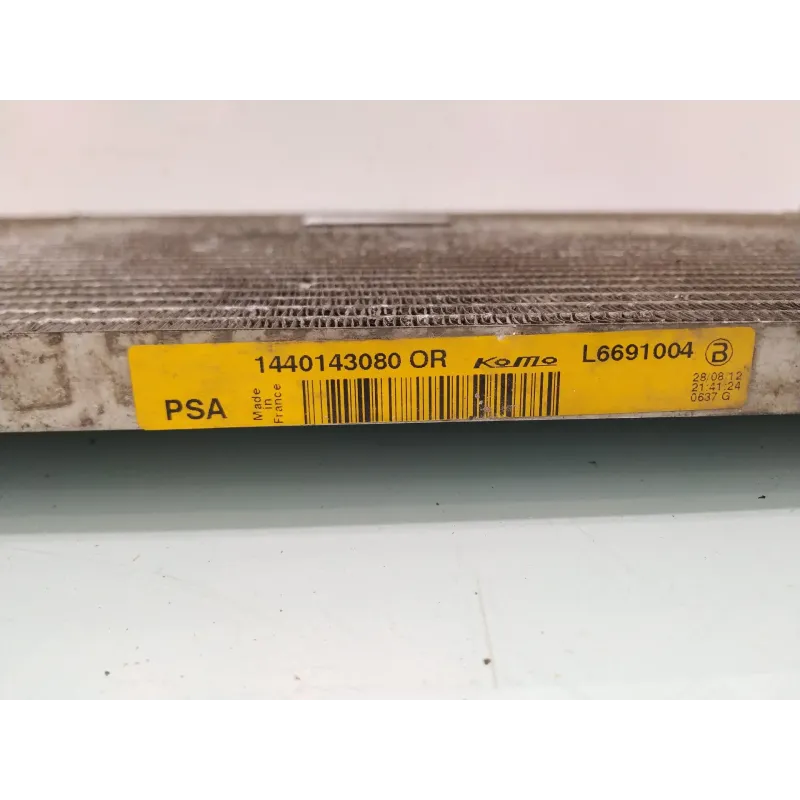 1440143080 OR KoMo L6691004 B
PSA
Made
in
France
28/08/12
21:41:24
0637 G